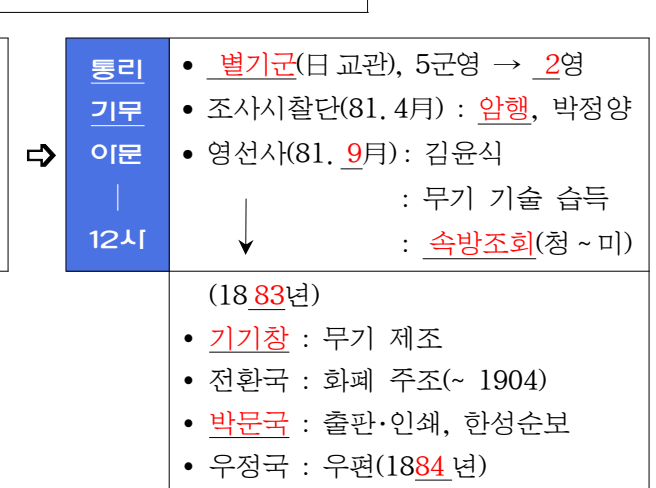 통리
기무
아문
|
12사
• 별기군(日 교관), 5군영 → 2영
• 조사시찰단(81. 4月) : 암행, 박정양
• 영선사(81. 9月) : 김윤식
: 무기 기술 습득
: 속방조회(청 ~ 미)
(1883년)
• 기기창 : 무기 제조
• 전환국 : 화폐 주조(~ 1904)
• 박문국 : 출판·인쇄, 한성순보
• 우정국 : 우편(1884년)